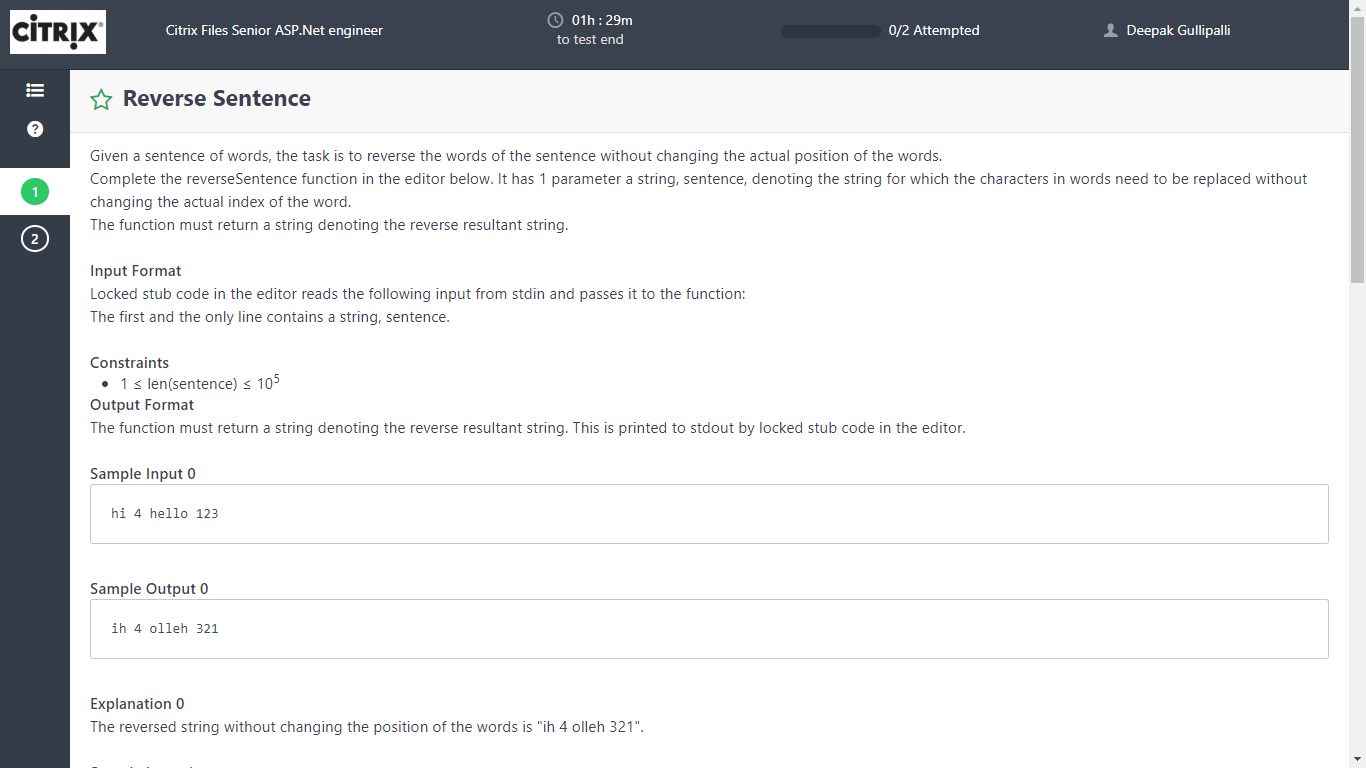 CİTRİX®
Citrix Files Senior ASP.Net engineer
01h : 29m
to test end
0/2 Attempted
Deepak Gullipalli
?
1
2
Reverse Sentence
Given a sentence of words, the task is to reverse the words of the sentence without changing the actual position of the words.
Complete the reverseSentence function in the editor below. It has 1 parameter a string, sentence, denoting the string for which the characters in words need to be replaced without
changing the actual index of the word.
The function must return a string denoting the reverse resultant string.
Input Format
Locked stub code in the editor reads the following input from stdin and passes it to the function:
The first and the only line contains a string, sentence.
Constraints
• 1 ≤ len(sentence) ≤ 10⁵
Output Format
The function must return a string denoting the reverse resultant string. This is printed to stdout by locked stub code in the editor.
Sample Input 0
hi 4 hello 123
Sample Output 0
ih 4 olleh 321
Explanation 0
The reversed string without changing the position of the words is "ih 4 olleh 321".